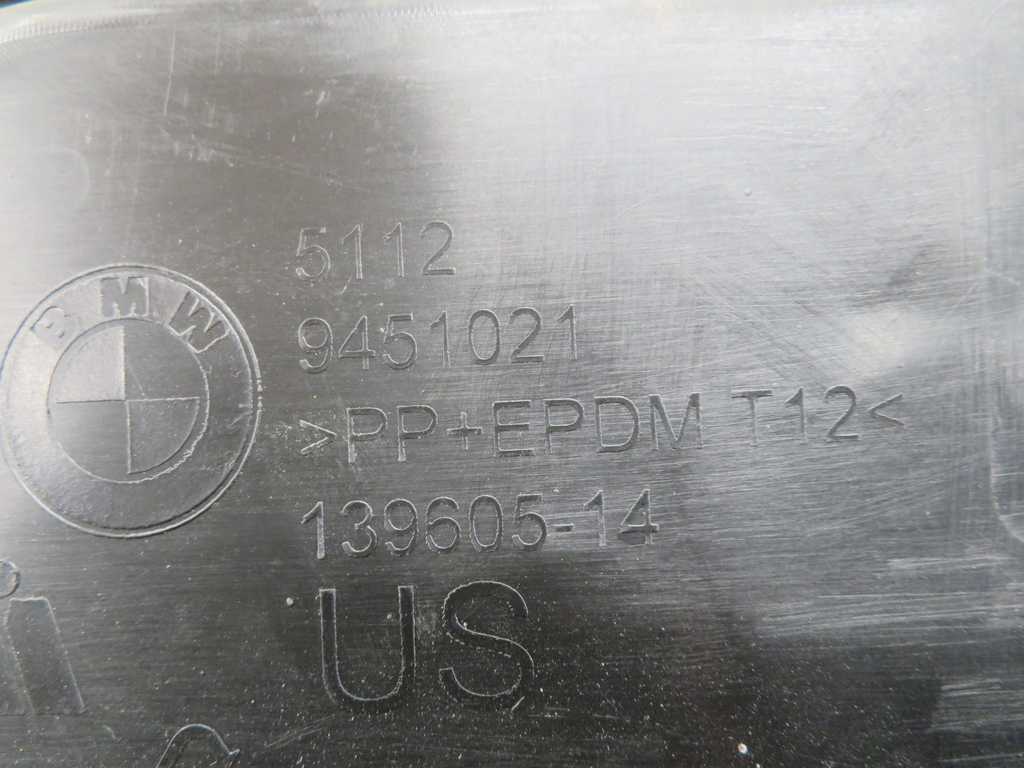 BMW
5112
9451021
>PP+EPDM T12<
139605-14
US